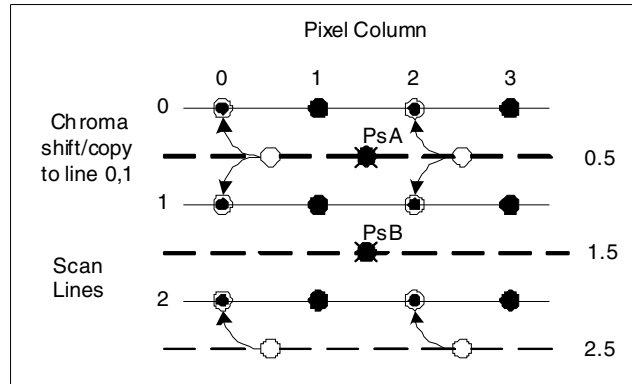 Pixel Column
0 1 2 3
0
Chroma
shift/copy
to line 0,1
PsA
0.5
1
PsB
1.5
Scan
Lines
2
2.5